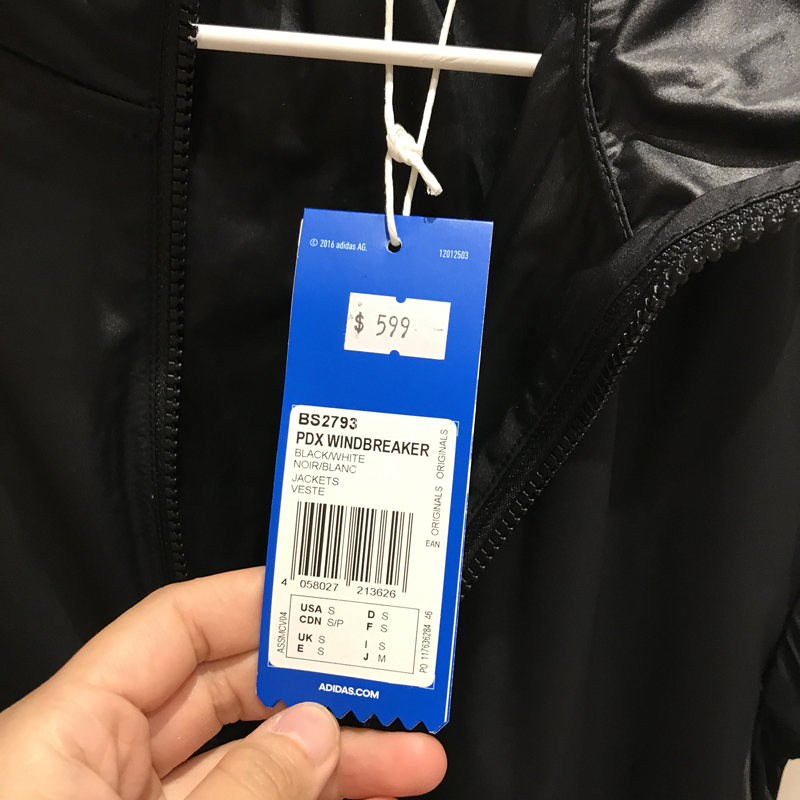 © 2016 adidas AG.
12012503
$ 599.-
BS2793
PDX WINDBREAKER
BLACK/WHITE
NOIR/BLANC
JACKETS
VESTE
ORIGINALS
ORIGINALS
EAN
4 058027 213626
USA S D S
CDN S/P F S
UK S I S
E S J M
ASSMCV04
PO 117636284 46
ADIDAS.COM